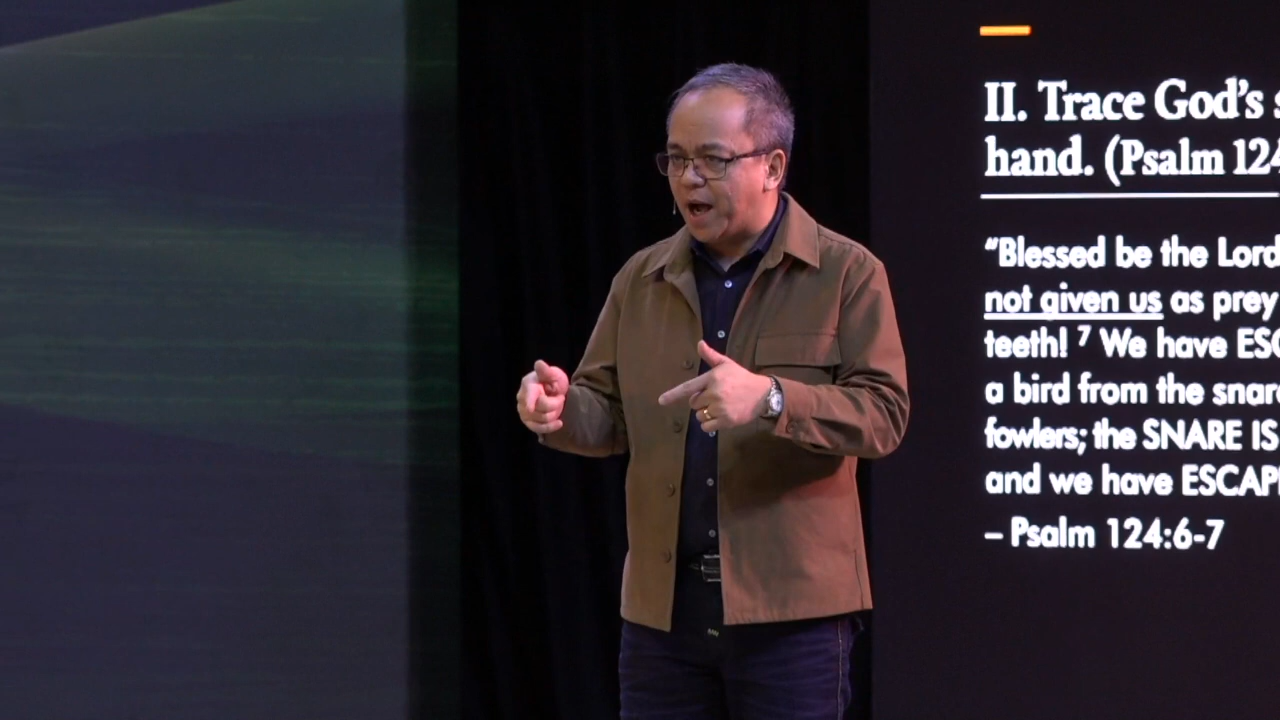 II. Trace God's
hand. (Psalm 124
"Blessed be the Lord
not given us as prey
teeth! 7 We have
a bird from the
fowlers; the SNARE IS
and we have
– Psalm 124:6-7